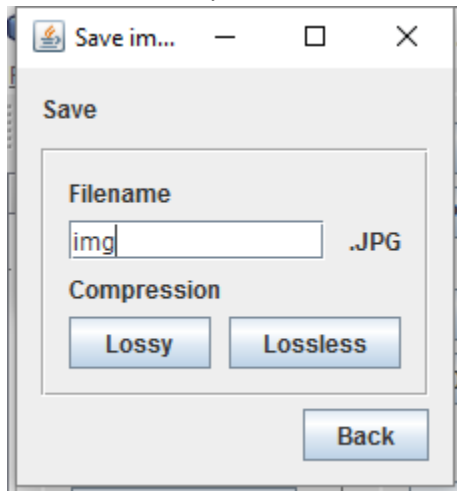 Save im...
Save
Filename
img .JPG
Compression
Lossy Lossless
Back